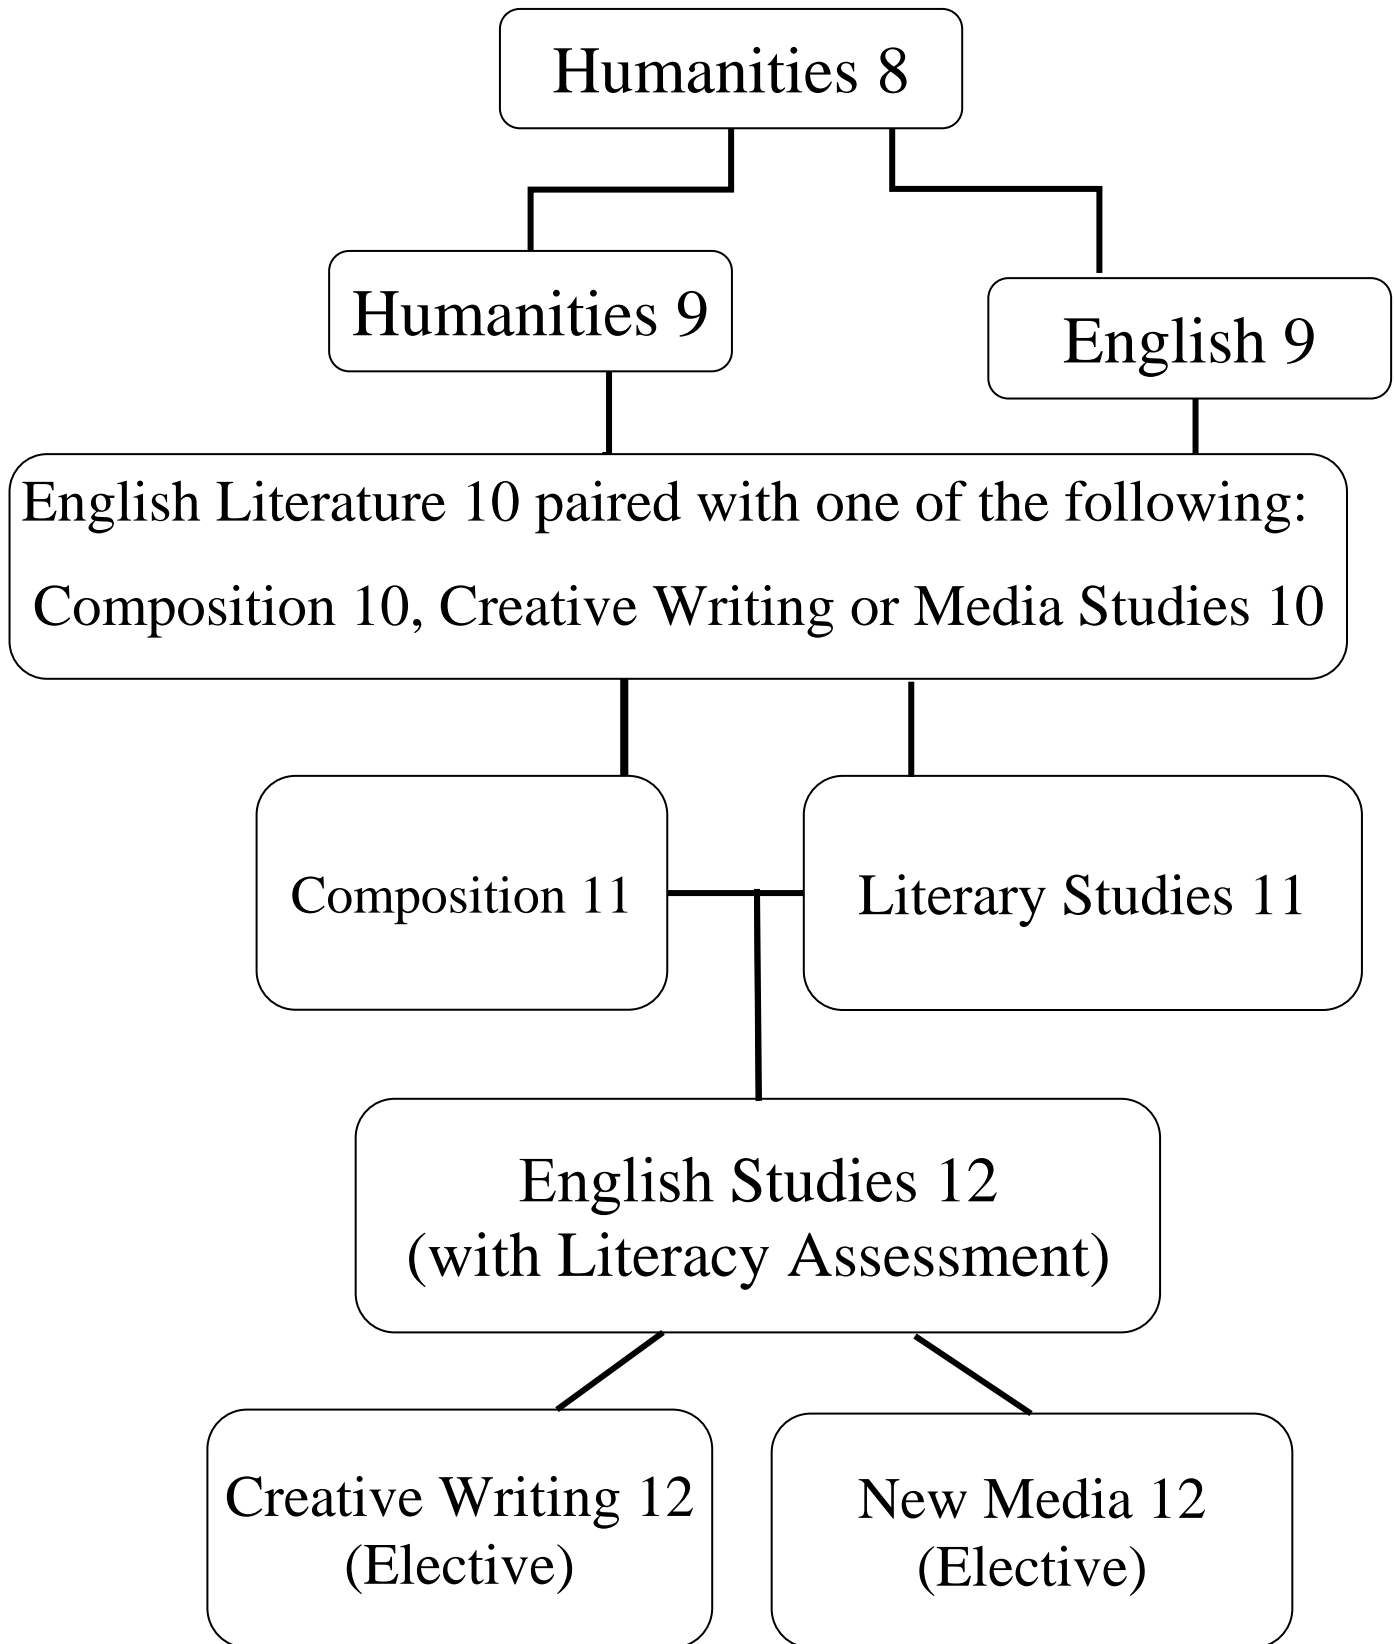 Humanities 8
Humanities 9
English 9
English Literature 10 paired with one of the following:
Composition 10, Creative Writing or Media Studies 10
Composition 11
Literary Studies 11
English Studies 12
(with Literacy Assessment)
Creative Writing 12
(Elective)
New Media 12
(Elective)